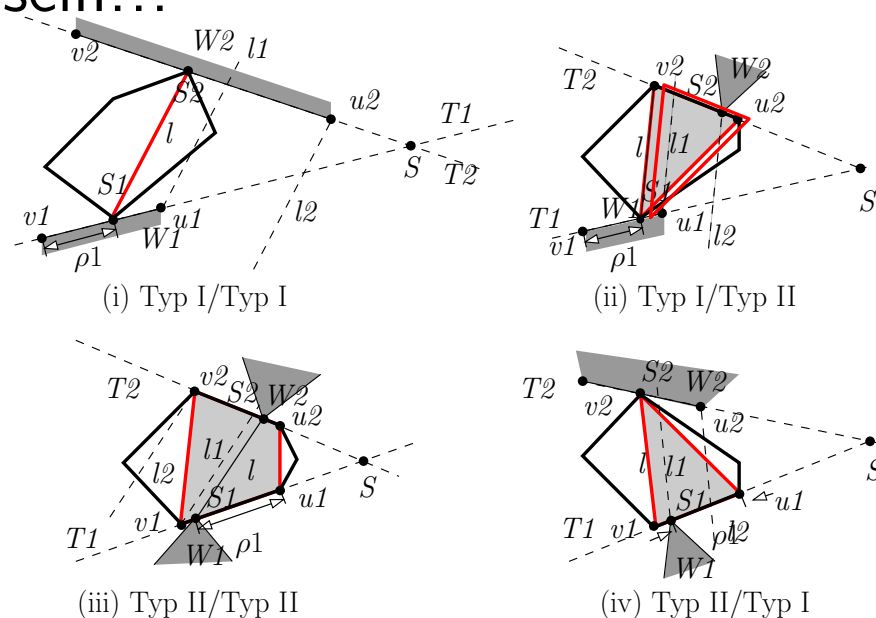 sein...
v2 W2 l1
S2 u2
l T1
S T2
S1
v1 u1 l2
W1
ρ1
(i) Typ I/Typ I
T2 v2 S2 W2
u2
l l1
S
T1 W1 S1 u1
v1 l2
ρ1
(ii) Typ I/Typ II
T2 v2 S2 W2
u2
l2 l1 l
S
T1 v1 S1 u1
W1 ρ1
(iii) Typ II/Typ II
T2 S2 W2
v2 u2
l l1
S
T1 v1 S1 u1
ρ1 l2
W1
(iv) Typ II/Typ I